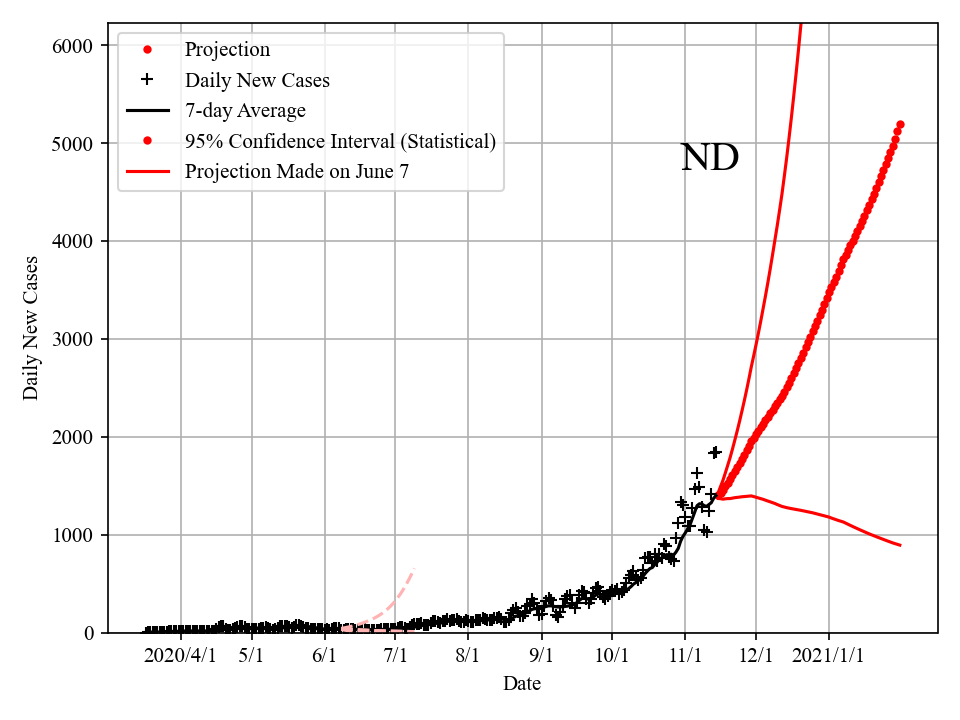 6000
5000
4000
3000
2000
1000
0
Daily New Cases
Projection
Daily New Cases
7-day Average
95% Confidence Interval (Statistical)
Projection Made on June 7
ND
2020/4/1 5/1 6/1 7/1 8/1 9/1 10/1 11/1 12/1 2021/1/1
Date